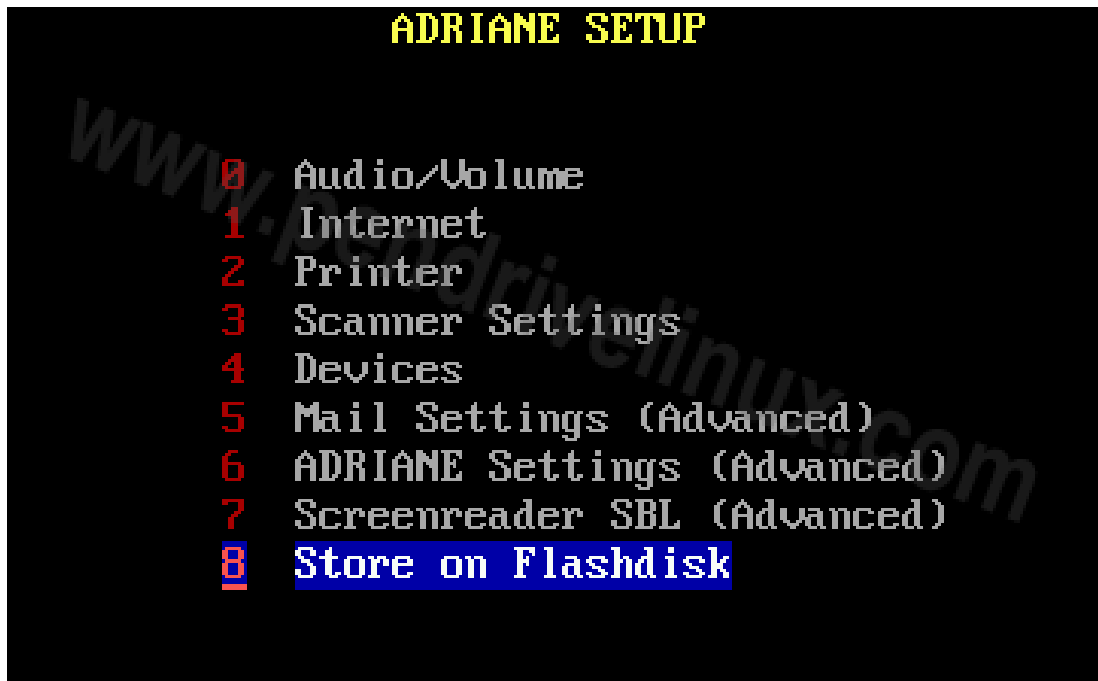 ADRIANE SETUP
0 Audio/Volume
1 Internet
2 Printer
3 Scanner Settings
4 Devices
5 Mail Settings (Advanced)
6 ADRIANE Settings (Advanced)
7 Screenreader SBL (Advanced)
8 Store on Flashdisk
www.pendrivelinux.com